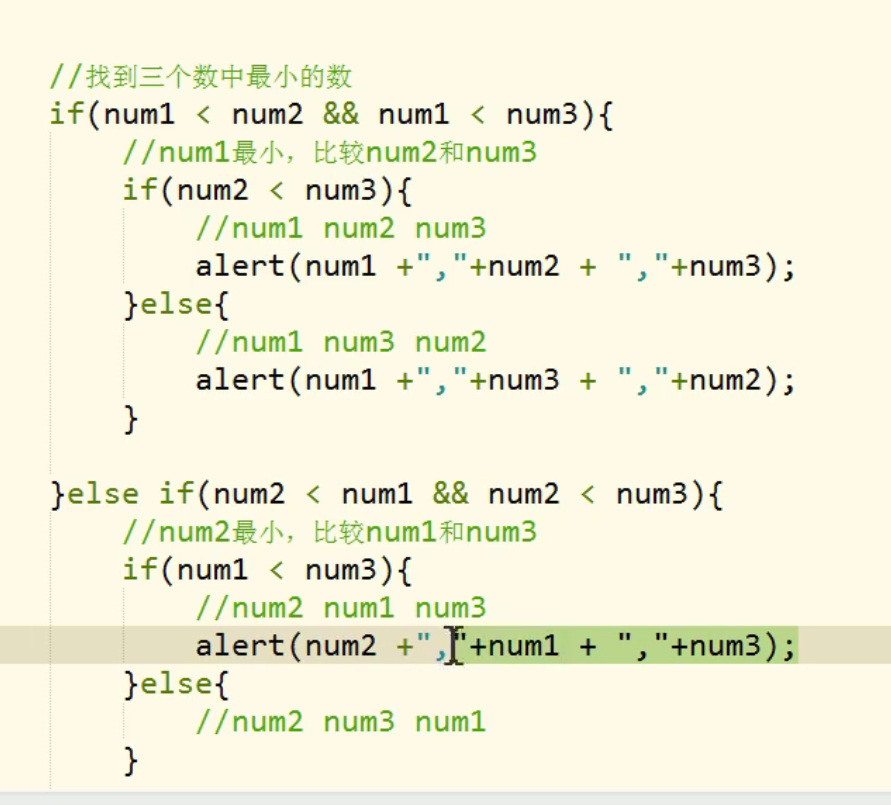 //找到三个数中最小的数
if(num1 < num2 && num1 < num3){
//num1最小，比较num2和num3
if(num2 < num3){
//num1 num2 num3
alert(num1 +","+num2 + ","+num3);
}else{
//num1 num3 num2
alert(num1 +","+num3 + ","+num2);
}
}else if(num2 < num1 && num2 < num3){
//num2最小，比较num1和num3
if(num1 < num3){
//num2 num1 num3
alert(num2 +","+num1 + ","+num3);
}else{
//num2 num3 num1
}